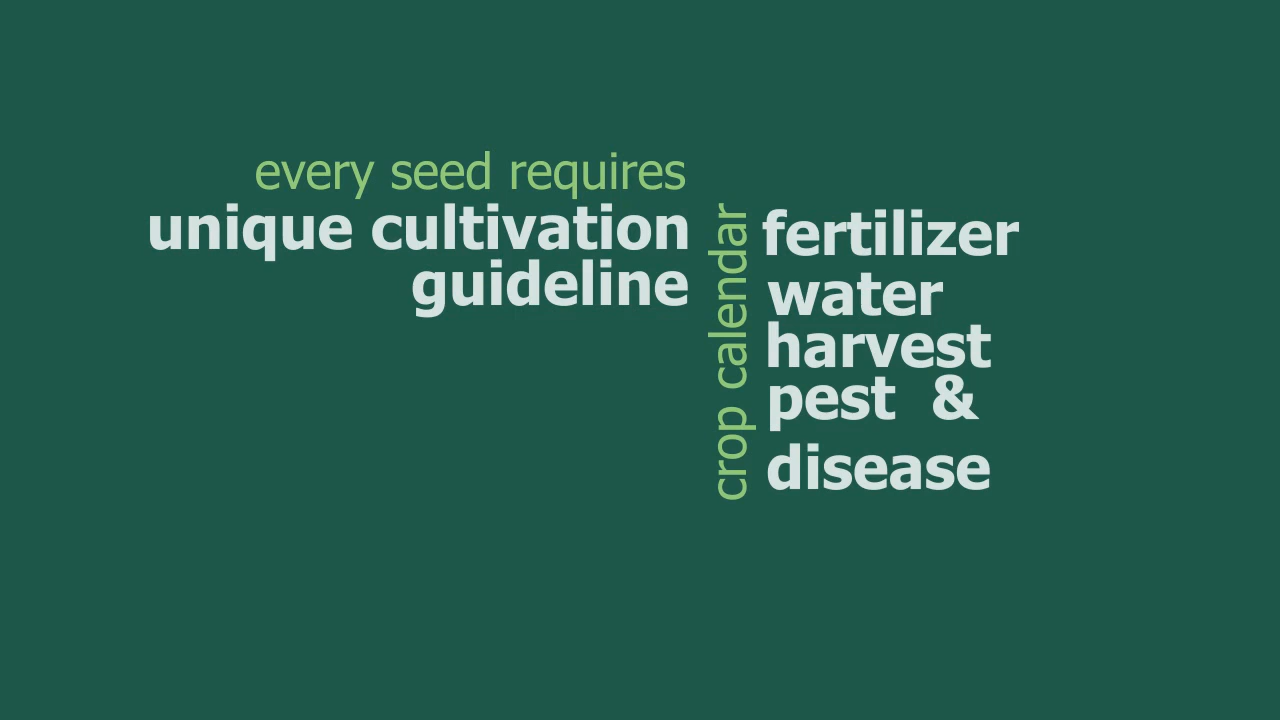 every seed requires
unique cultivation
guideline
crop calendar
fertilizer
water
harvest
pest &
disease